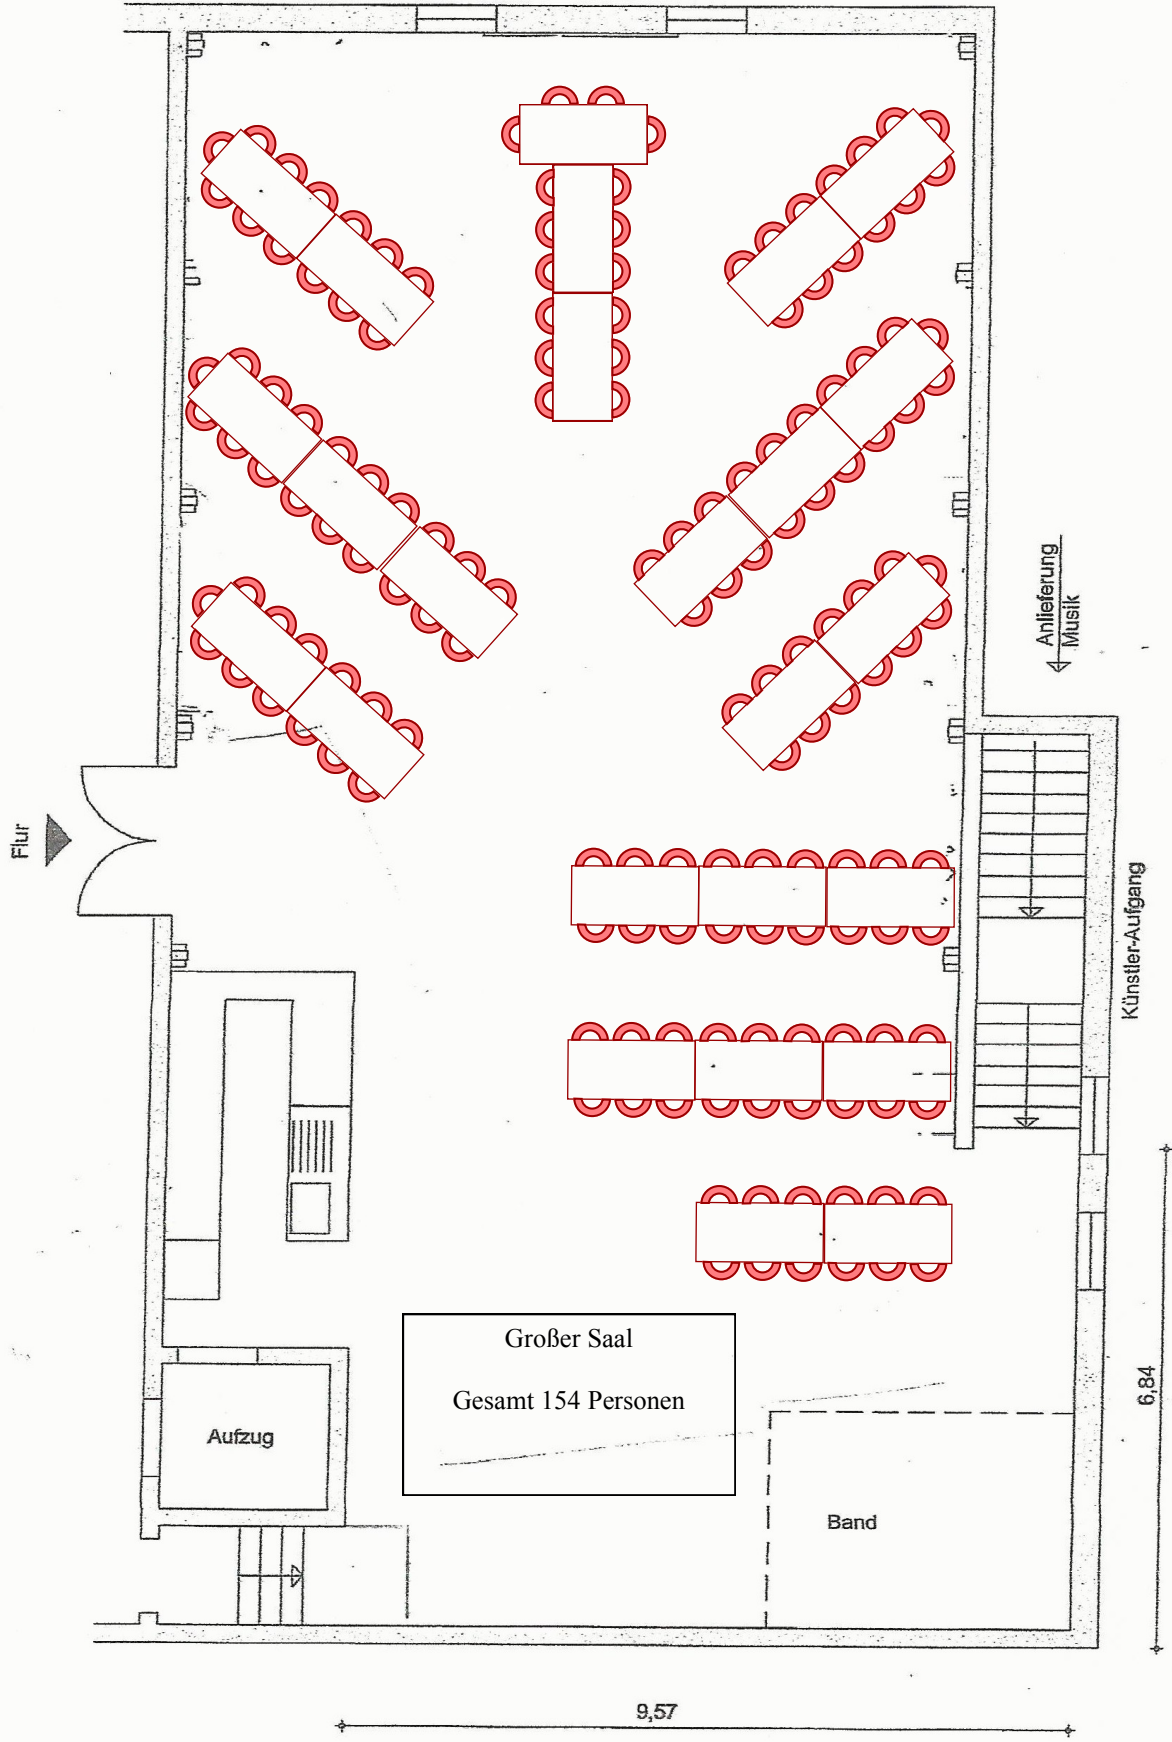 Anlieferung
Musik
Flur
Künstler-Aufgang
Großer Saal
Gesamt 154 Personen
6,84
Aufzug
Band
9,57